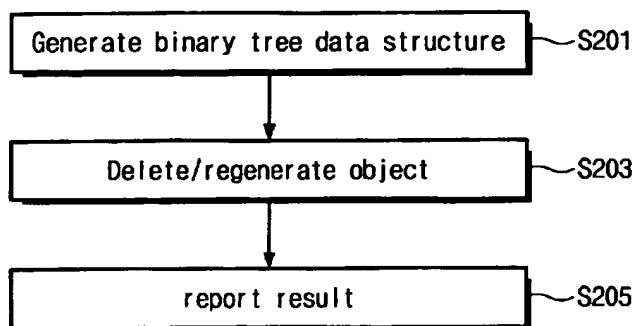 Generate binary tree data structure S201
Delete/regenerate object S203
report result S205